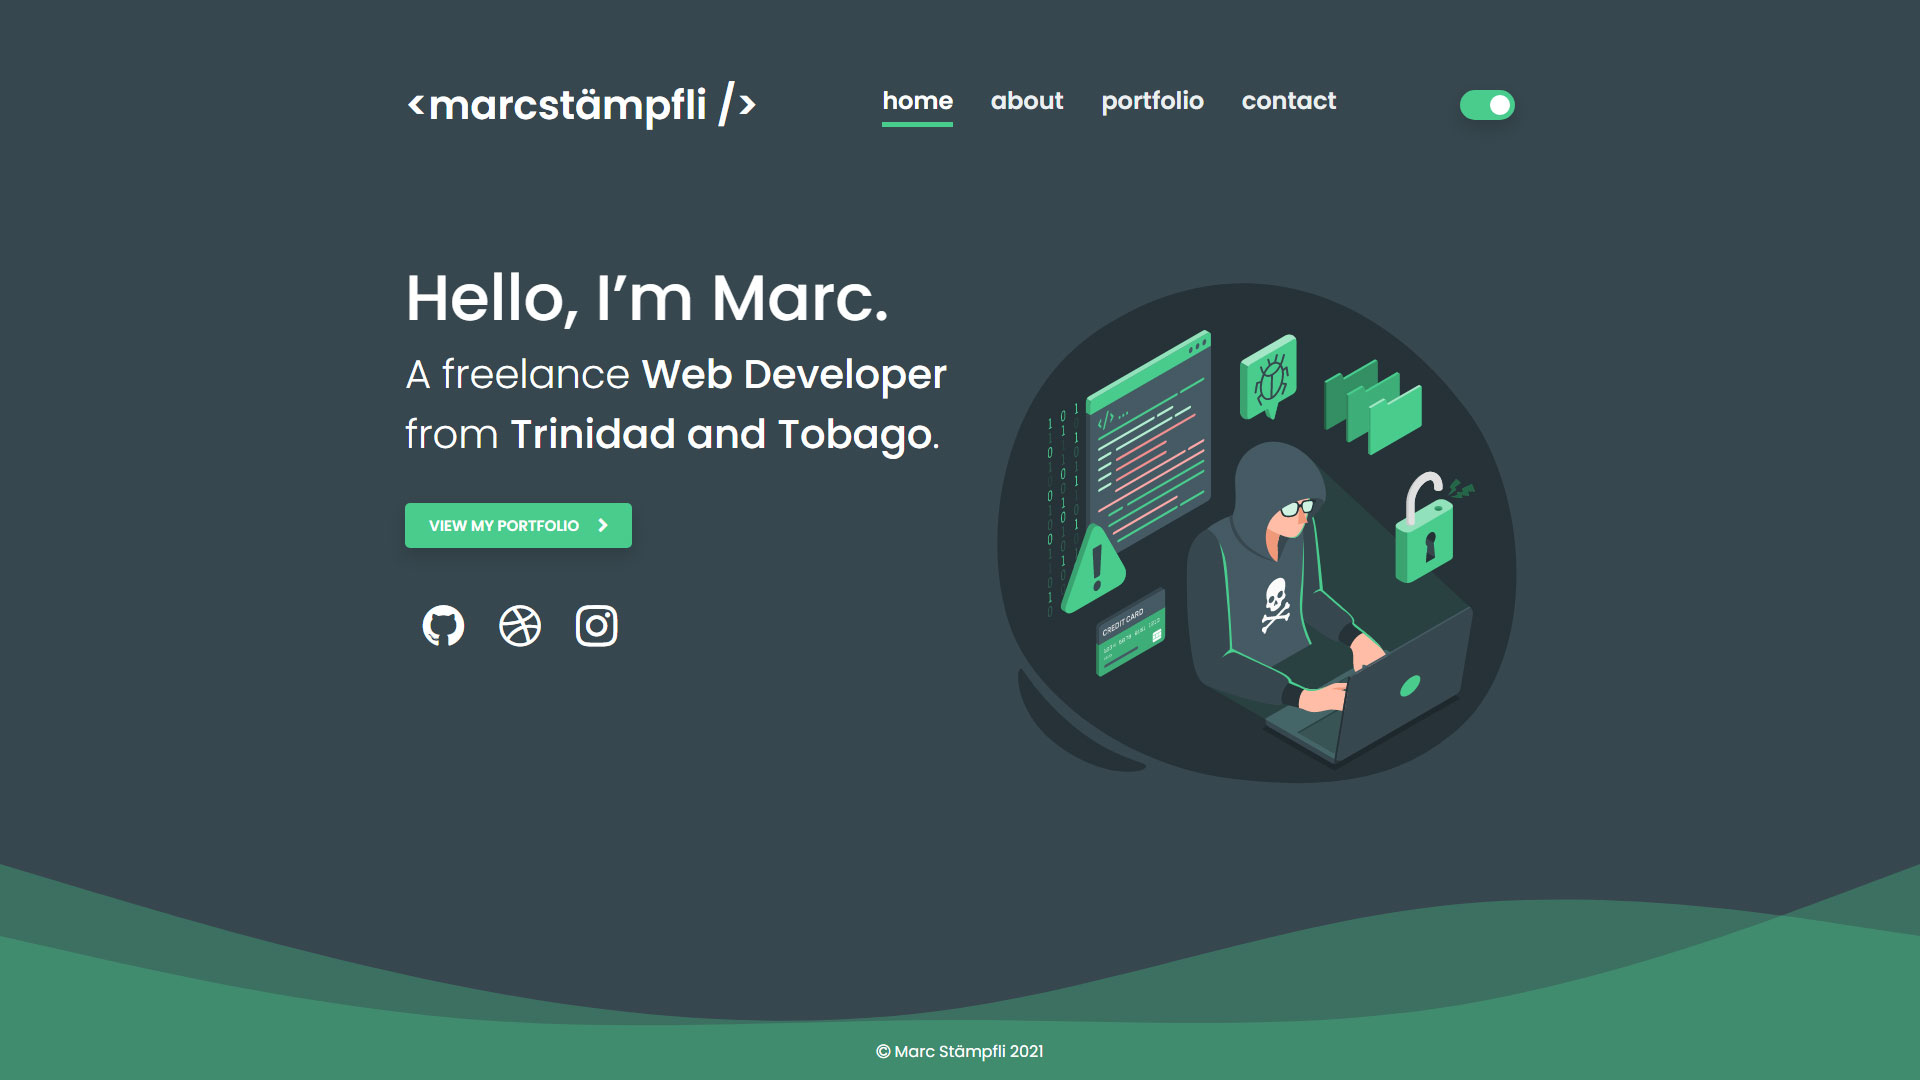 <marcstämpfli />
home about portfolio contact
Hello, I’m Marc.
A freelance Web Developer
from Trinidad and Tobago.
VIEW MY PORTFOLIO
</> ...
CREDIT CARD
© Marc Stämpfli 2021